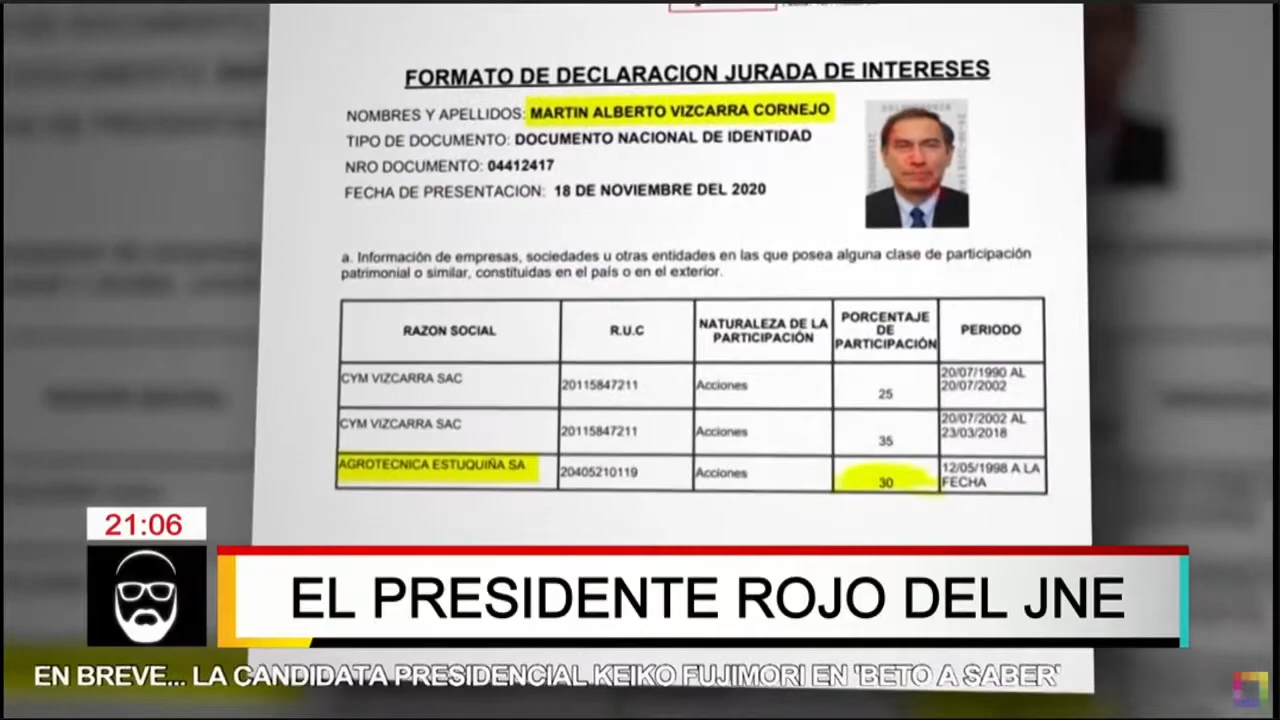 FORMATO DE DECLARACION JURADA DE INTERESES
NOMBRES Y APELLIDOS: MARTIN ALBERTO VIZCARRA CORNEJO
TIPO DE DOCUMENTO: DOCUMENTO NACIONAL DE IDENTIDAD
NRO DOCUMENTO: 04412417
FECHA DE PRESENTACION: 18 DE NOVIEMBRE DEL 2020
a. Información de empresas, sociedades u otras entidades en las que posea alguna clase de participación
patrimonial o similar, constituidas en el país o en el exterior.
RAZON SOCIAL R.U.C NATURALEZA DE LA PARTICIPACIÓN PORCENTAJE DE PARTICIPACIÓN PERIODO
CYM VIZCARRA SAC 20115847211 Acciones 25 20/07/1990 AL 20/07/2002
CYM VIZCARRA SAC 20115847211 Acciones 35 20/07/2002 AL 23/03/2018
AGROTECNICA ESTUQUIÑA SA 20405210119 Acciones 30 12/05/1998 A LA FECHA
21:06
EL PRESIDENTE ROJO DEL JNE
EN BREVE... LA CANDIDATA PRESIDENCIAL KEIKO FUJIMORI EN 'BETO A SABER'